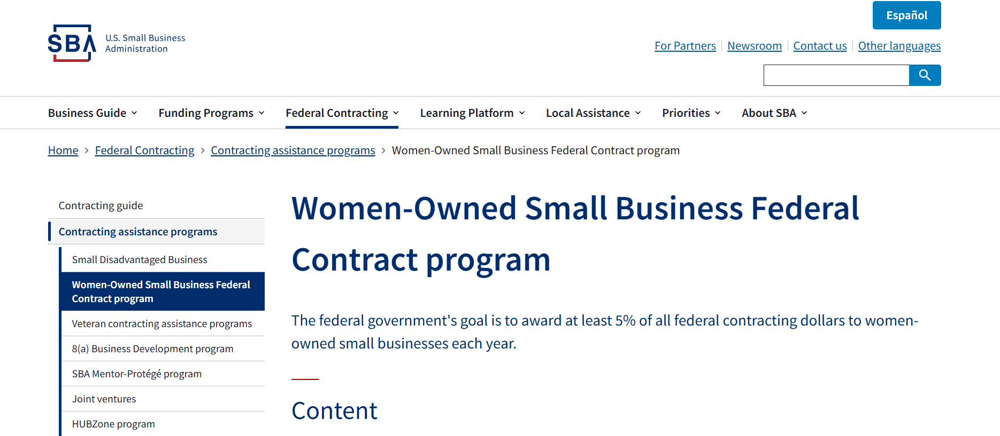 Español
SBA
U.S. Small Business
Administration
For Partners
Newsroom
Contact us
Other languages
Business Guide
Funding Programs
Federal Contracting
Learning Platform
Local Assistance
Priorities
About SBA
Home
Federal Contracting
Contracting assistance programs
Women-Owned Small Business Federal Contract program
Contracting guide
Contracting assistance programs
Small Disadvantaged Business
Women-Owned Small Business Federal
Contract program
Veteran contracting assistance programs
8(a) Business Development program
SBA Mentor-Protégé program
Joint ventures
HUBZone program
Women-Owned Small Business Federal
Contract program
The federal government's goal is to award at least 5% of all federal contracting dollars to women-
owned small businesses each year.
Content